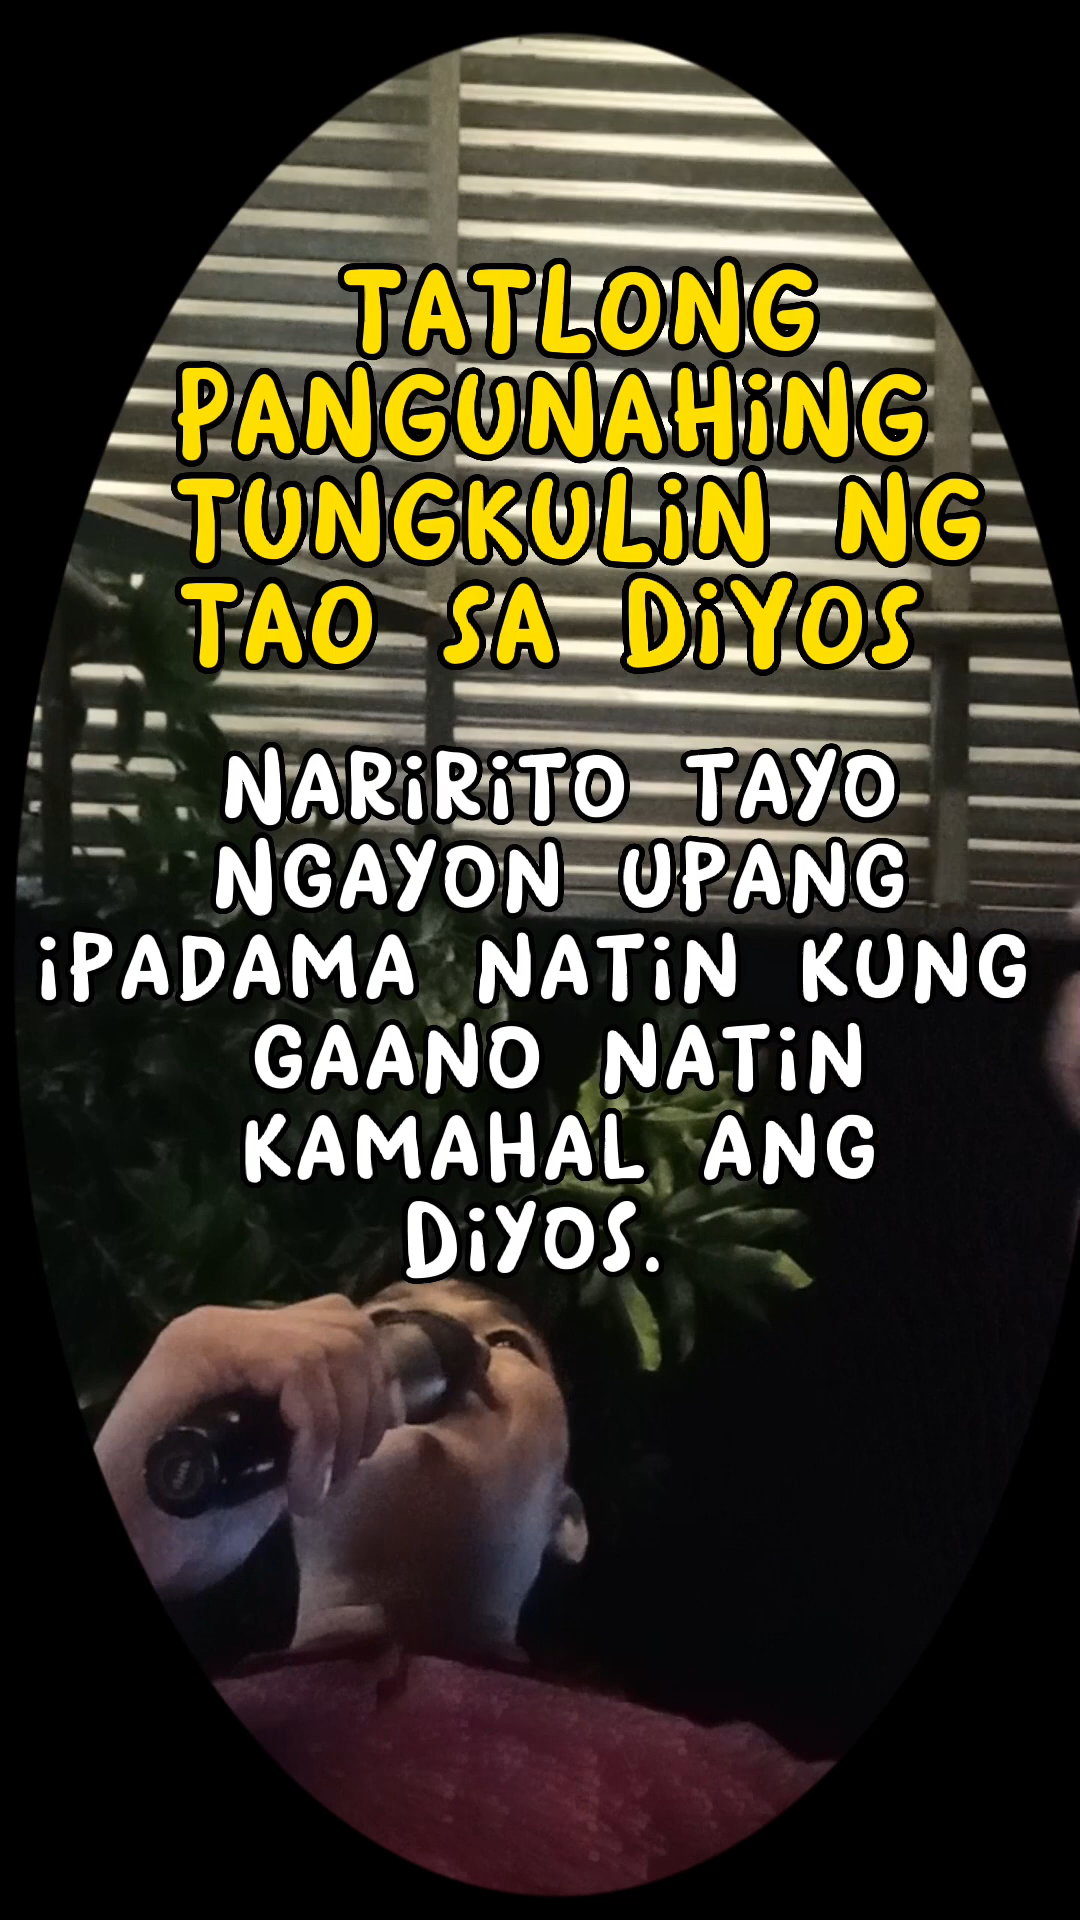 TATLONG
PANGUNAHiNG
TUNGKULiN NG
TAO SA DiYOS
NARiRiTO TAYO
NGAYON UPANG
iPADAMA NATiN KUNG
GAANO NATiN
KAMAHAL ANG
DiYOS.